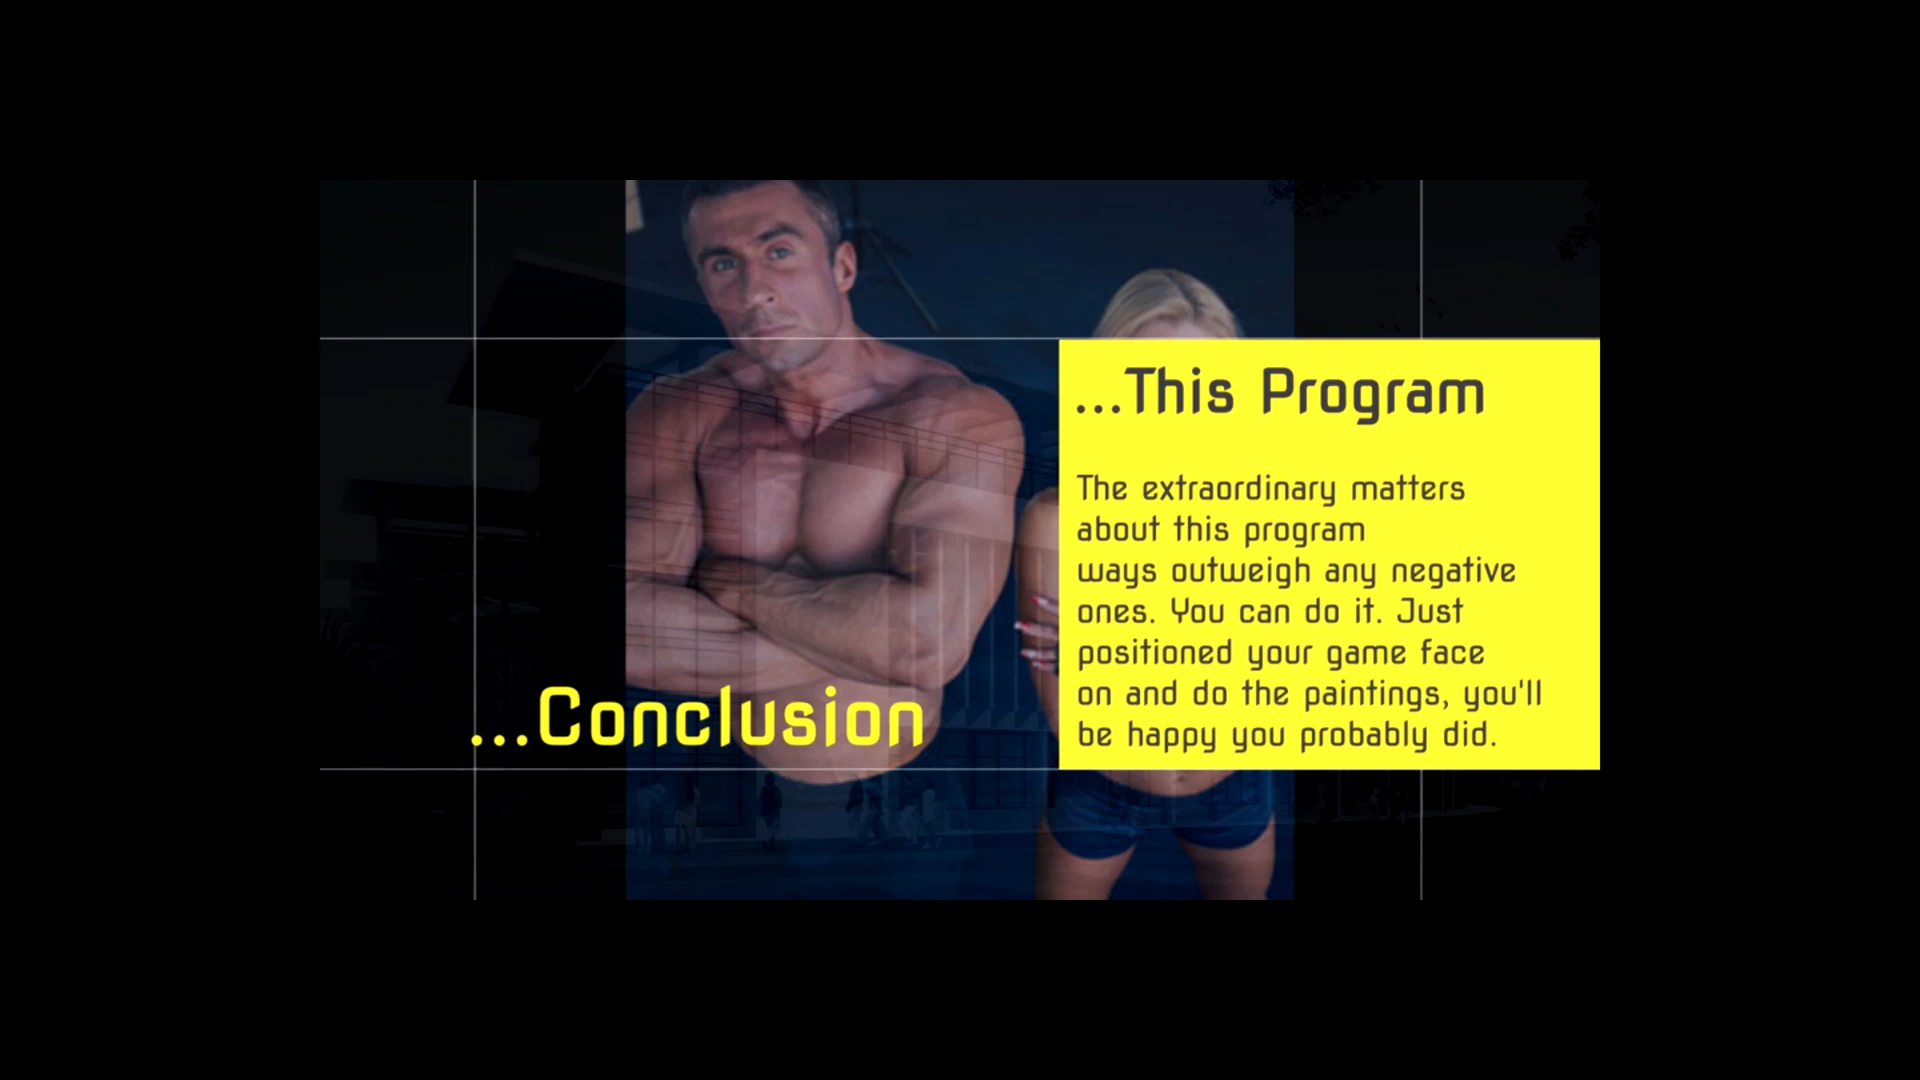 ...This Program
The extraordinary matters
about this program
ways outweigh any negative
ones. You can do it. Just
positioned your game face
on and do the paintings, you'll
be happy you probably did.
...Conclusion